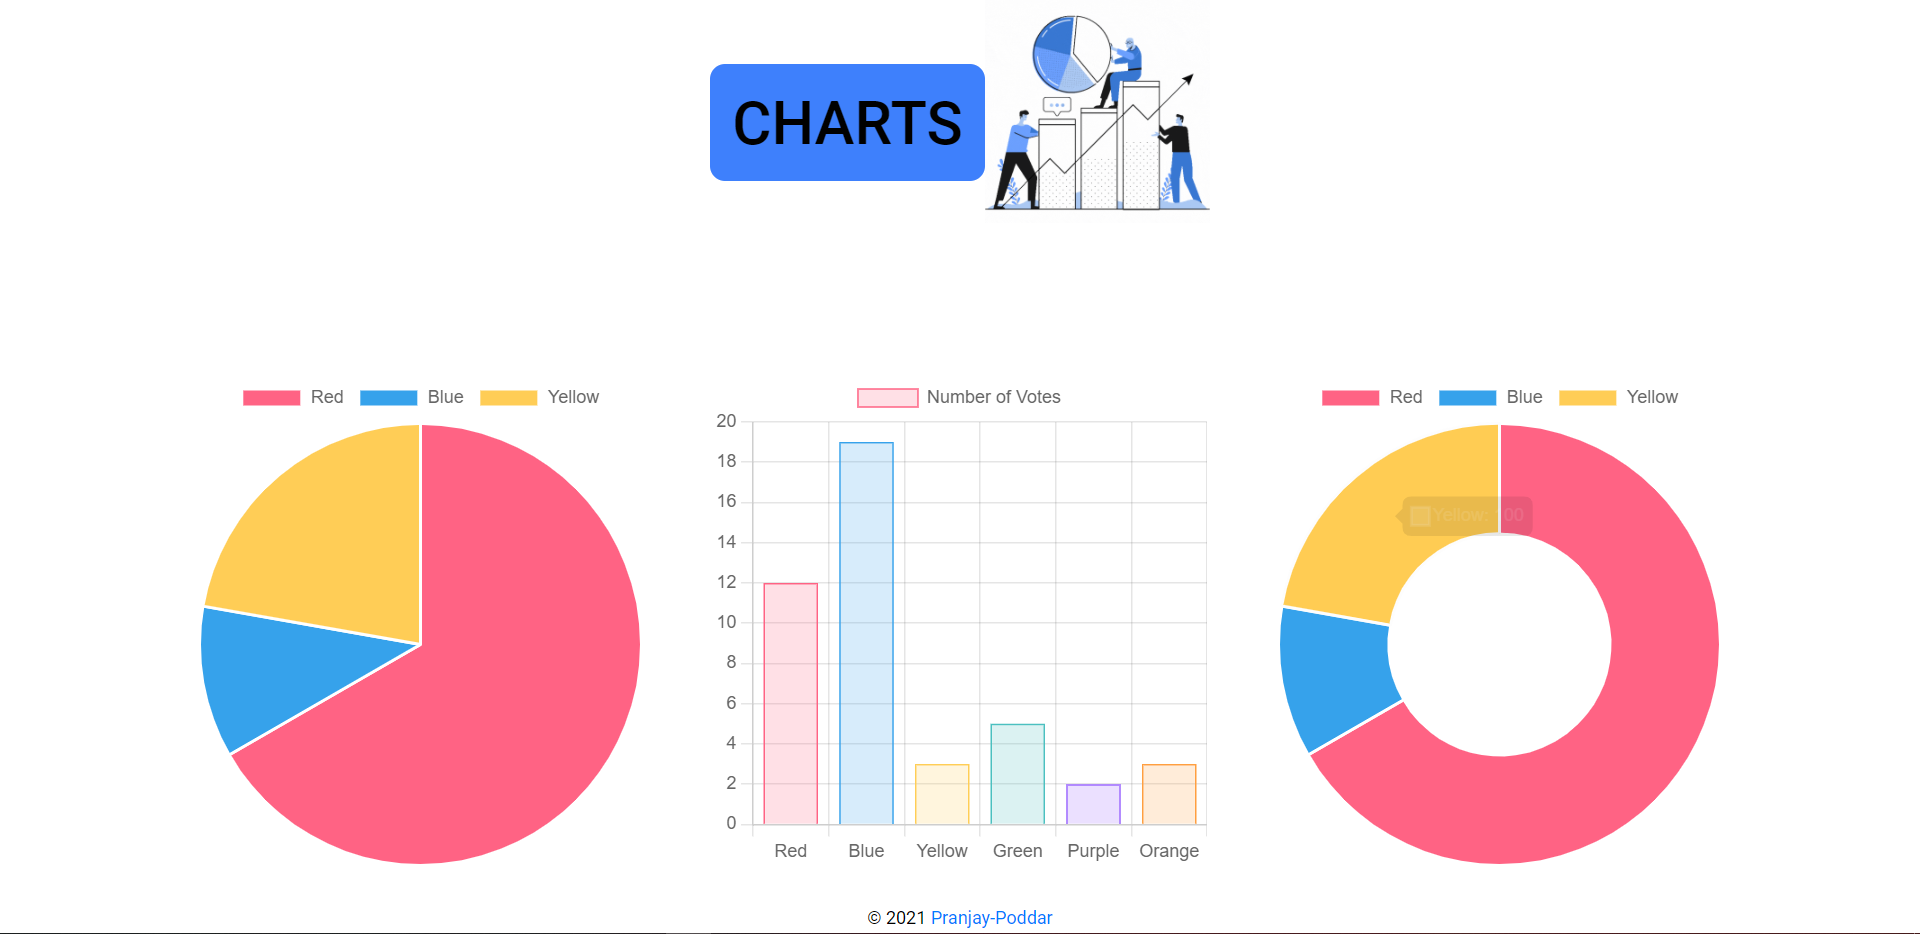 CHARTS
Red Blue Yellow
Number of Votes
20
18
16
14
12
10
8
6
4
2
0
Red Blue Yellow Green Purple Orange
Red Blue Yellow
Yellow: 00
© 2021 Pranjay-Poddar